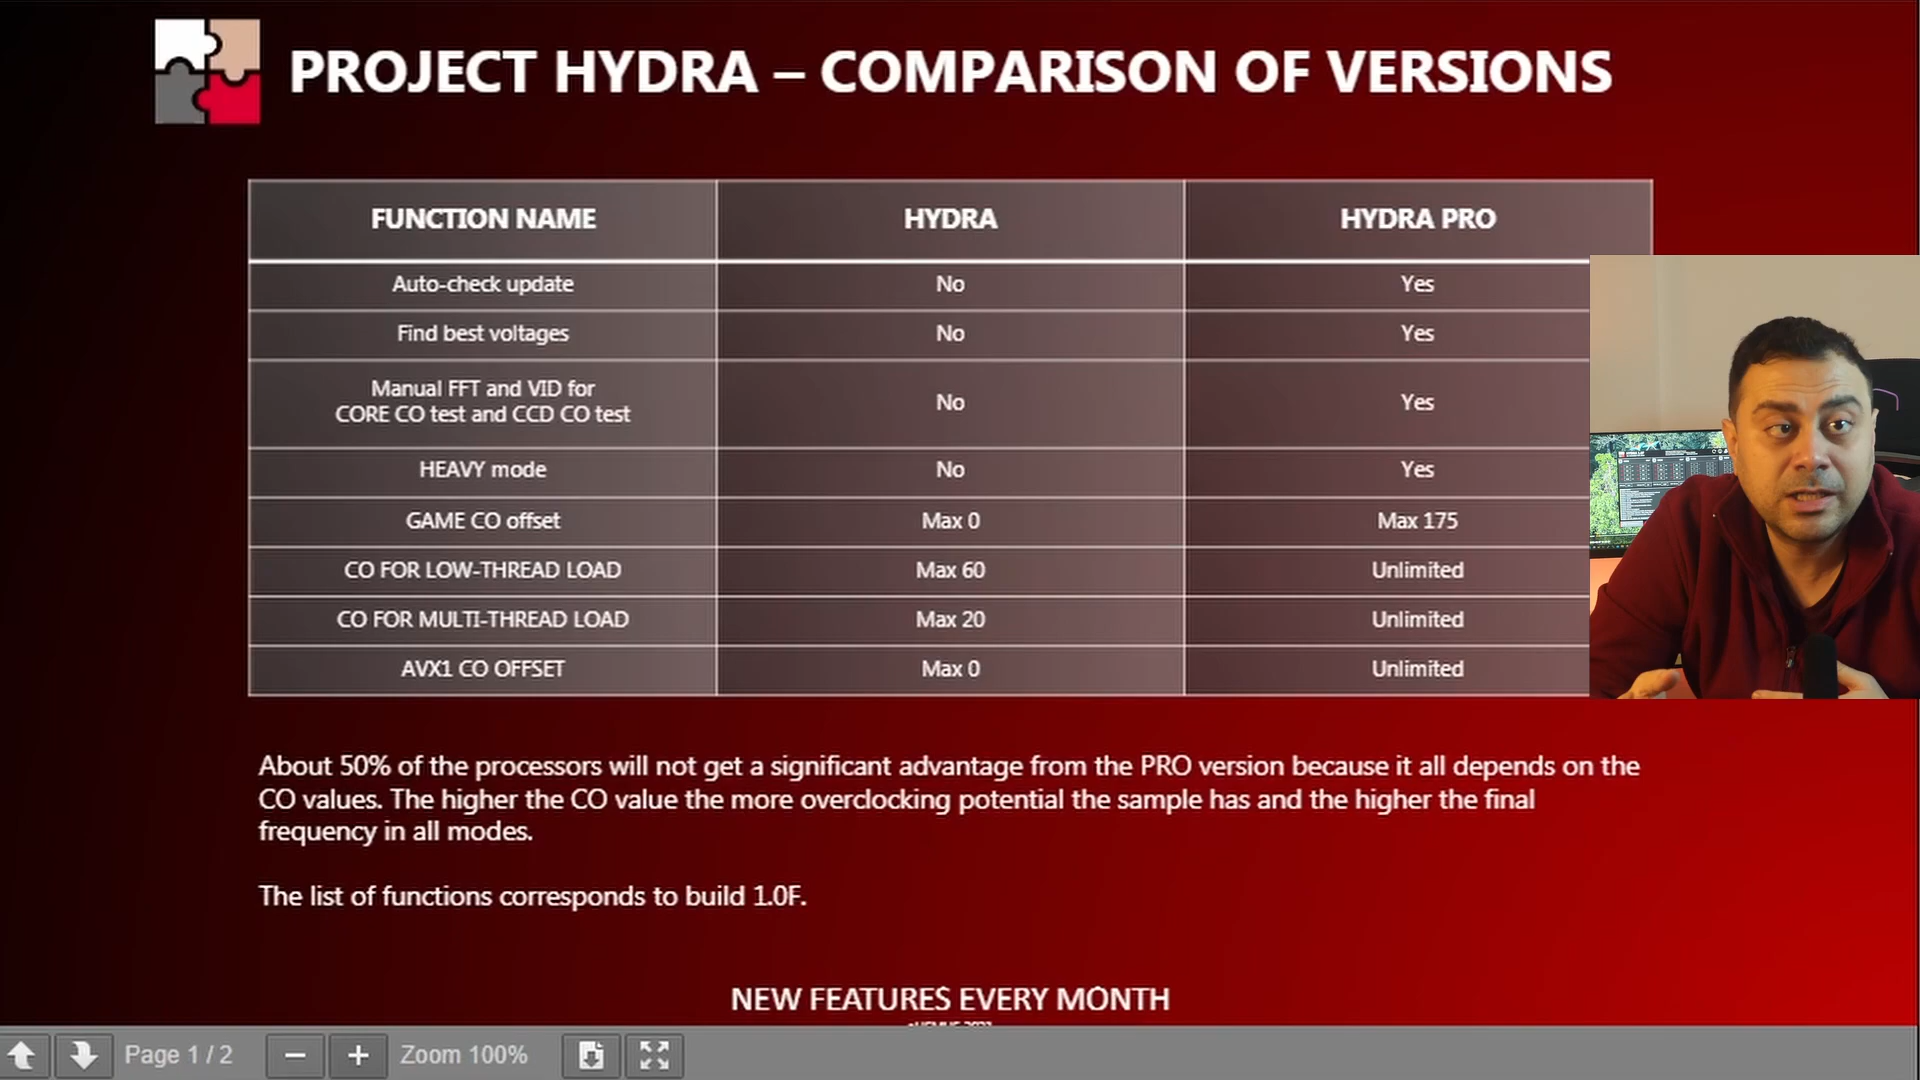 PROJECT HYDRA – COMPARISON OF VERSIONS
FUNCTION NAME HYDRA HYDRA PRO
Auto-check update No Yes
Find best voltages No Yes
Manual FFT and VID for
CORE CO test and CCD CO test No Yes
HEAVY mode No Yes
GAME CO offset Max 0 Max 175
CO FOR LOW-THREAD LOAD Max 60 Unlimited
CO FOR MULTI-THREAD LOAD Max 20 Unlimited
AVX1 CO OFFSET Max 0 Unlimited
About 50% of the processors will not get a significant advantage from the PRO version because it all depends on the
CO values. The higher the CO value the more overclocking potential the sample has and the higher the final
frequency in all modes.
The list of functions corresponds to build 1.0F.
NEW FEATURES EVERY MONTH
Page 1 / 2 Zoom 100%